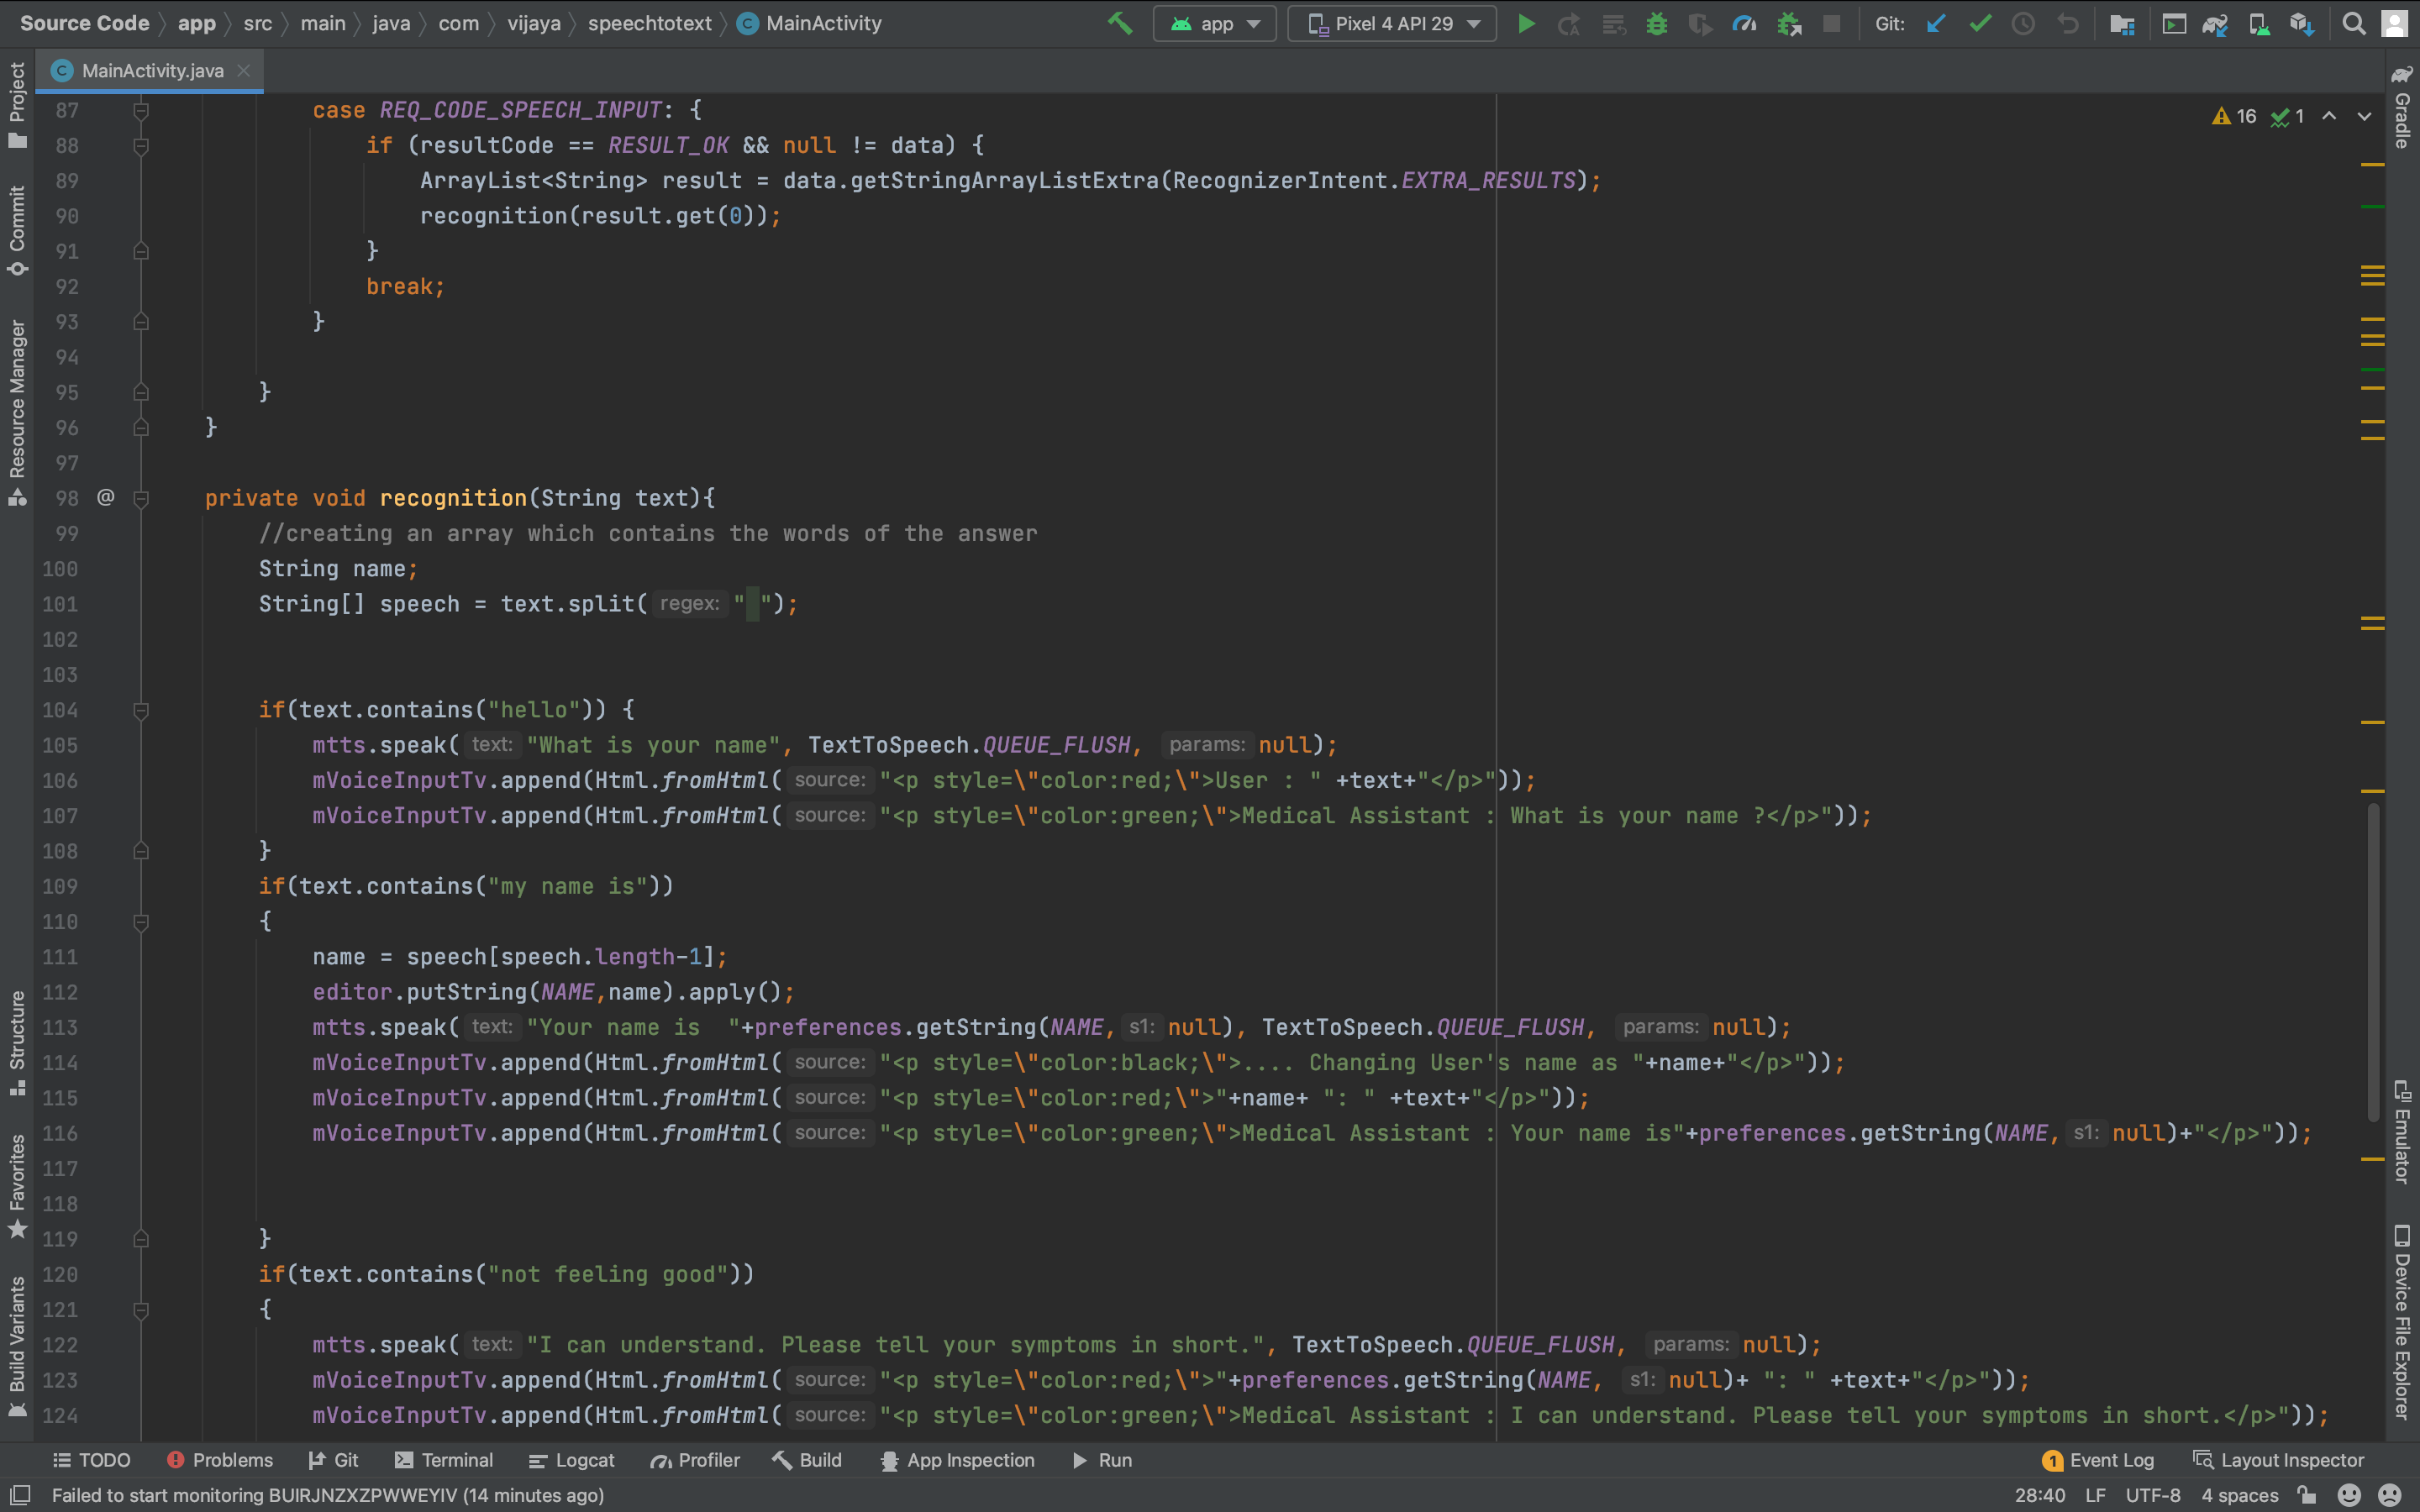 Source Code app src main java com vijaya speechtotext MainActivity app Pixel 4 API 29 Git:
MainActivity.java
16 1
87 case REQ_CODE_SPEECH_INPUT: {
88 if (resultCode == RESULT_OK && null != data) {
89 ArrayList<String> result = data.getStringArrayListExtra(RecognizerIntent.EXTRA_RESULTS);
90 recognition(result.get(0));
91 }
92 break;
93 }
94
95 }
96 }
97
98 @ private void recognition(String text){
99 //creating an array which contains the words of the answer
100 String name;
101 String[] speech = text.split( regex: " ");
102
103
104 if(text.contains("hello")) {
105 mtts.speak( text: "What is your name", TextToSpeech.QUEUE_FLUSH, params: null);
106 mVoiceInputTv.append(Html.fromHtml( source: "<p style=\"color:red;\">User : " +text+"</p>"));
107 mVoiceInputTv.append(Html.fromHtml( source: "<p style=\"color:green;\">Medical Assistant : What is your name ?</p>"));
108 }
109 if(text.contains("my name is"))
110 {
111 name = speech[speech.length-1];
112 editor.putString(NAME,name).apply();
113 mtts.speak( text: "Your name is  "+preferences.getString(NAME, s1: null), TextToSpeech.QUEUE_FLUSH, params: null);
114 mVoiceInputTv.append(Html.fromHtml( source: "<p style=\"color:black;\">.... Changing User's name as "+name+"</p>"));
115 mVoiceInputTv.append(Html.fromHtml( source: "<p style=\"color:red;\">"+name+ ": " +text+"</p>"));
116 mVoiceInputTv.append(Html.fromHtml( source: "<p style=\"color:green;\">Medical Assistant : Your name is"+preferences.getString(NAME, s1: null)+"</p>"));
117
118
119 }
120 if(text.contains("not feeling good"))
121 {
122 mtts.speak( text: "I can understand. Please tell your symptoms in short.", TextToSpeech.QUEUE_FLUSH, params: null);
123 mVoiceInputTv.append(Html.fromHtml( source: "<p style=\"color:red;\">"+preferences.getString(NAME, s1: null)+ ": " +text+"</p>"));
124 mVoiceInputTv.append(Html.fromHtml( source: "<p style=\"color:green;\">Medical Assistant : I can understand. Please tell your symptoms in short.</p>"));
Project
Commit
Resource Manager
Structure
Favorites
Build Variants
Gradle
Emulator
Device File Explorer
TODO Problems Git Terminal Logcat Profiler Build App Inspection Run 1 Event Log Layout Inspector
Failed to start monitoring BUIRJNZXZPWWEYIV (14 minutes ago) 28:40 LF UTF-8 4 spaces